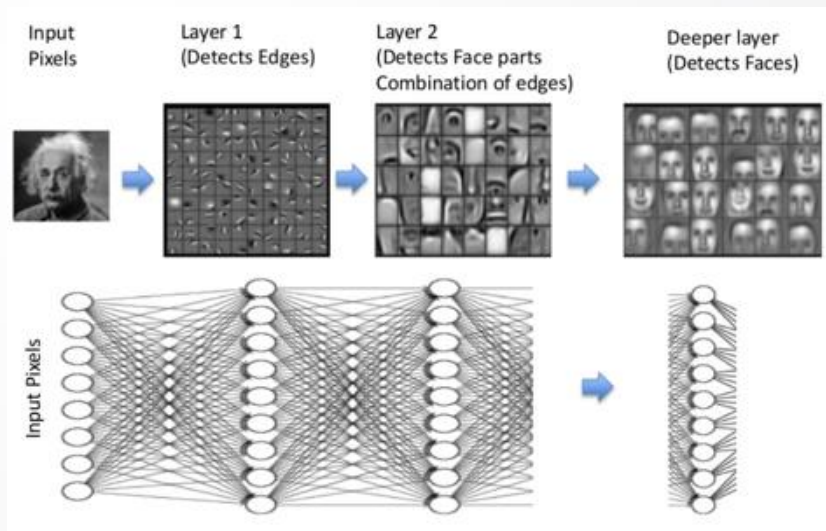 Input
Pixels
Layer 1
(Detects Edges)
Layer 2
(Detects Face parts
Combination of edges)
Deeper layer
(Detects Faces)
Input Pixels